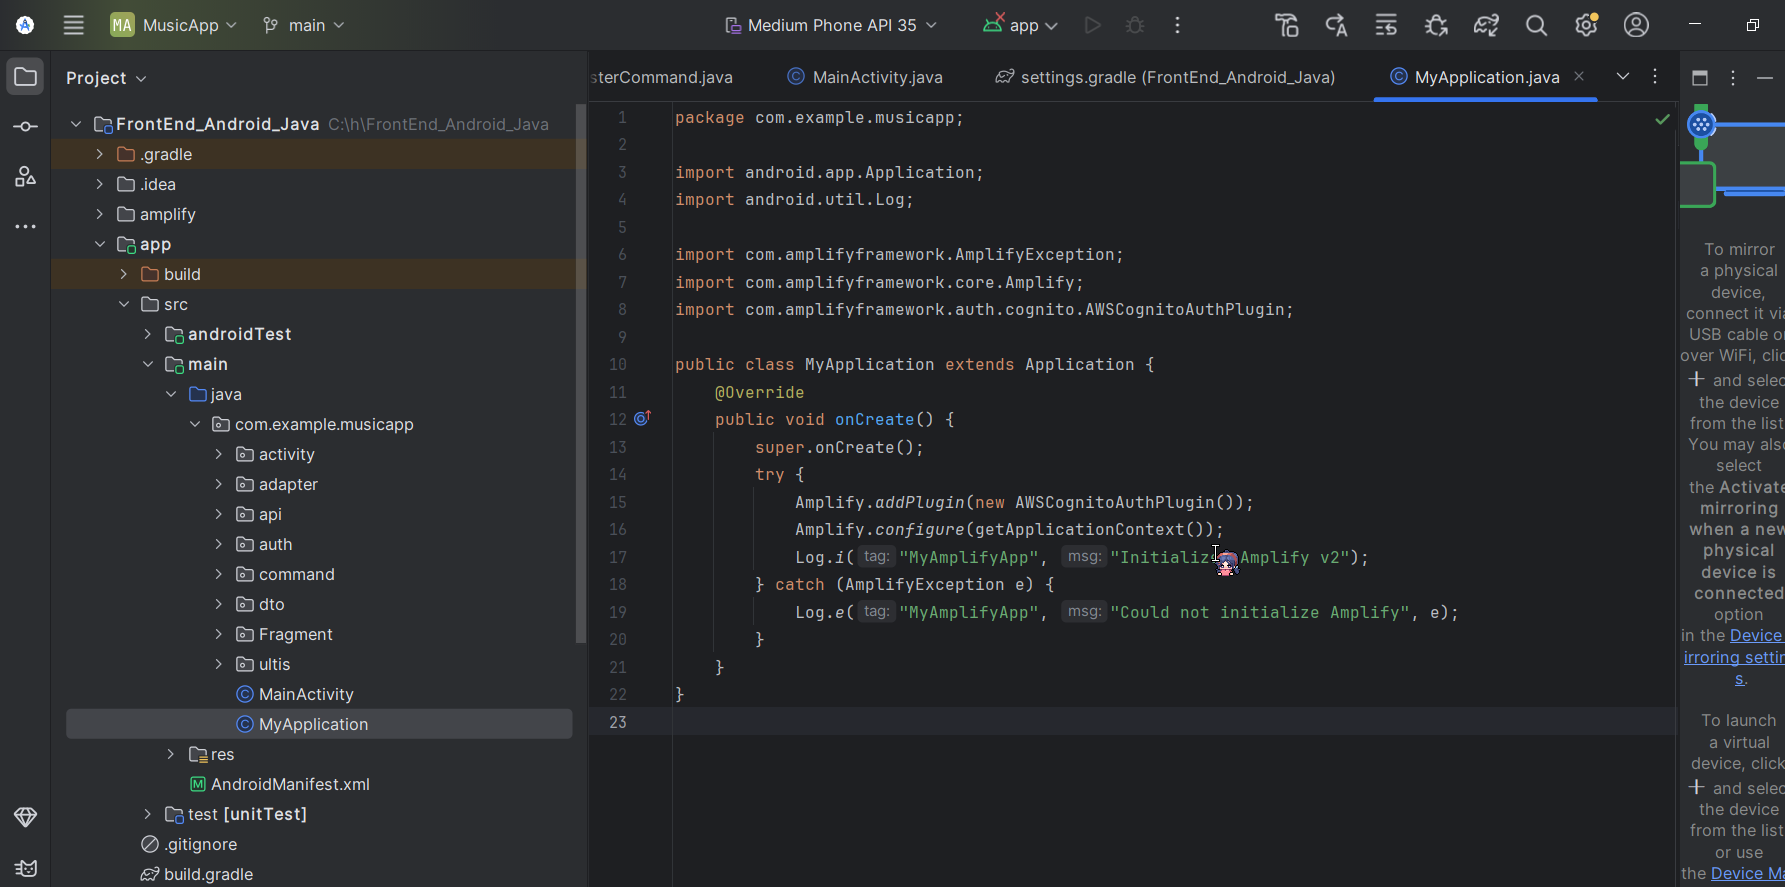 MA MusicApp main Medium Phone API 35 app
Project
FrontEnd_Android_Java C:\h\FrontEnd_Android_Java
.gradle
.idea
amplify
app
build
src
androidTest
main
java
com.example.musicapp
activity
adapter
api
auth
command
dto
Fragment
ultis
MainActivity
MyApplication
res
AndroidManifest.xml
test [unitTest]
.gitignore
build.gradle
sterCommand.java MainActivity.java settings.gradle (FrontEnd_Android_Java) MyApplication.java
1 package com.example.musicapp;
2
3 import android.app.Application;
4 import android.util.Log;
5
6 import com.amplifyframework.AmplifyException;
7 import com.amplifyframework.core.Amplify;
8 import com.amplifyframework.auth.cognito.AWSCognitoAuthPlugin;
9
10 public class MyApplication extends Application {
11 @Override
12 public void onCreate() {
13 super.onCreate();
14 try {
15 Amplify.addPlugin(new AWSCognitoAuthPlugin());
16 Amplify.configure(getApplicationContext());
17 Log.i( tag: "MyAmplifyApp", msg: "Initialize Amplify v2");
18 } catch (AmplifyException e) {
19 Log.e( tag: "MyAmplifyApp", msg: "Could not initialize Amplify", e);
20 }
21 }
22 }
23
To mirror
a physical
device,
connect it via
USB cable or
over WiFi, clic
+ and selec
the device
from the list
You may also
select
the Activate
mirroring
when a new
physical
device is
connected
option
in the Device
irroring settin
s.
To launch
a virtual
device, click
+ and selec
the device
from the list
or use
the Device Ma